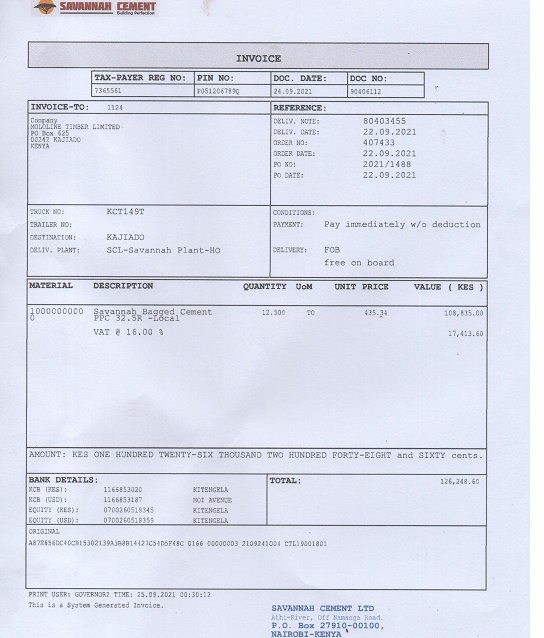 SAVANNAH CEMENT
Building Perfection
INVOICE
TAX-PAYER REG NO: PIN NO: DOC. DATE: DOC NO:
7365561 P051206789Q 24.09.2021 90406112
INVOICE-TO: 1124
Company
MOLOLINE TIMBER LIMITED
PO Box 625
00242 KAJIADO
KENYA
REFERENCE:
DELIV. NOTE: 80403455
DELIV. DATE: 22.09.2021
ORDER NO: 407433
ORDER DATE: 22.09.2021
PO NO: 2021/1488
PO DATE: 22.09.2021
TRUCK NO: KCT149T
TRAILER NO:
DESTINATION: KAJIADO
DELIV. PLANT: SCL-Savannah Plant-HO
CONDITIONS:
PAYMENT: Pay immediately w/o deduction
DELIVERY: FOB
free on board
MATERIAL DESCRIPTION QUANTITY UoM UNIT PRICE VALUE ( KES )
1000000000 Savannah Bagged Cement 12.500 TO 435.34 108,835.00
0 PPC 32.5R -Local
VAT @ 16.00 % 17,413.60
AMOUNT: KES ONE HUNDRED TWENTY-SIX THOUSAND TWO HUNDRED FORTY-EIGHT and SIXTY cents.
BANK DETAILS:
KCB (KES): 1166853020 KITENGELA
KCB (USD): 1166853187 MOI AVENUE
EQUITY (KES): 0700260518345 KITENGELA
EQUITY (USD): 0700260518359 KITENGELA
TOTAL: 126,248.60
ORIGINAL
0166 00000003 2109241004 CTL19001801
PRINT USER: GOVERNOR2 TIME: 25.09.2021 00:30:12
This is a System Generated Invoice.
SAVANNAH CEMENT LTD
Athi-River, Off Namanga Road.
P.O. Box 27910-00100,
NAIROBI-KENYA